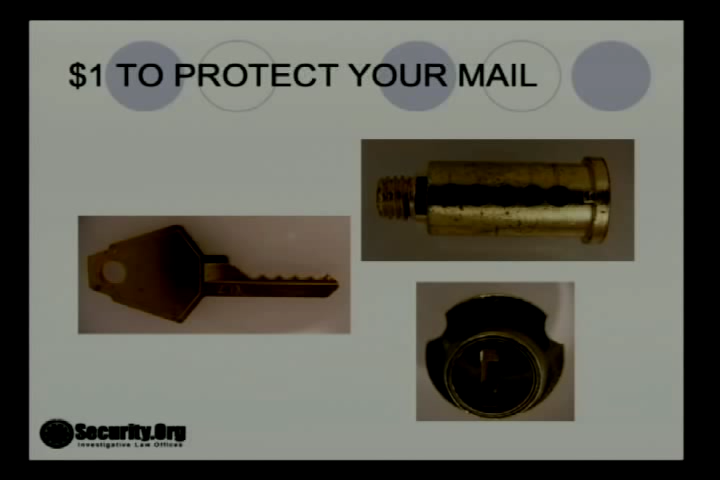 $1 TO PROTECT YOUR MAIL
Security.Org
Investigative Law Offices